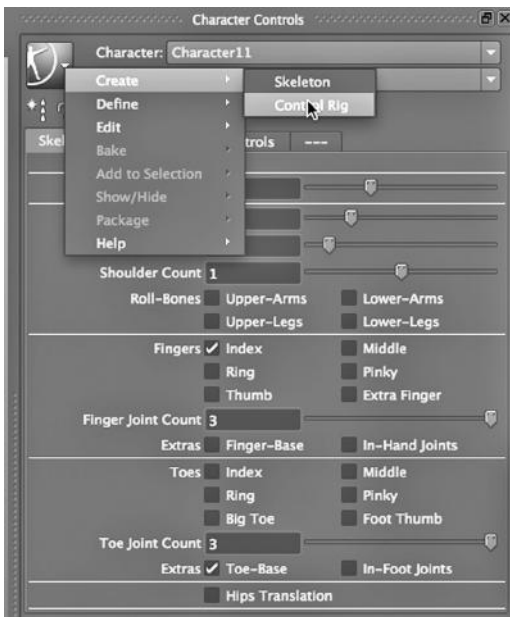 Character Controls
Character: Character11
Create
Skeleton
Define
Control Rig
Edit
Skel
trols
---
Bake
Add to Selection
Show/Hide
Package
Help
Shoulder Count 1
Roll-Bones Upper-Arms Lower-Arms
Upper-Legs Lower-Legs
Fingers Index Middle
Ring Pinky
Thumb Extra Finger
Finger Joint Count 3
Extras Finger-Base In-Hand Joints
Toes Index Middle
Ring Pinky
Big Toe Foot Thumb
Toe Joint Count 3
Extras Toe-Base In-Foot Joints
Hips Translation